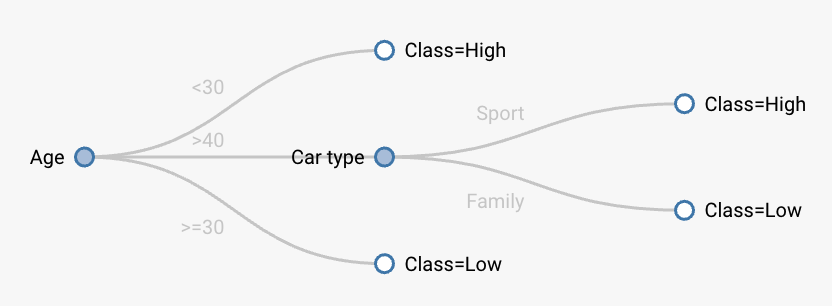 Class=High
<30
Class=High
Sport
>40
Age
Car type
Family
Class=Low
>=30
Class=Low